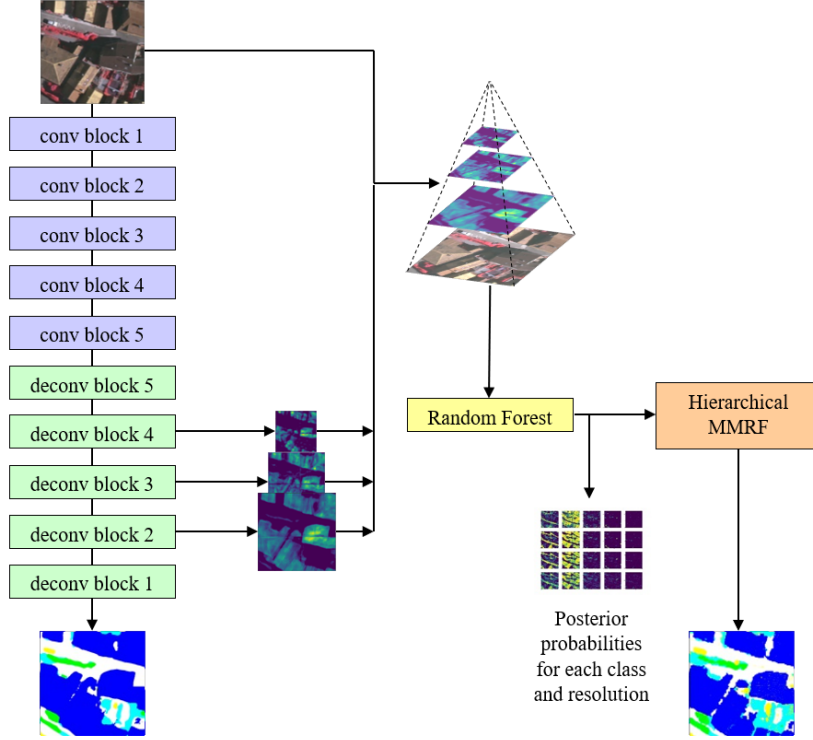 conv block 1
conv block 2
conv block 3
conv block 4
conv block 5
deconv block 5
deconv block 4
deconv block 3
deconv block 2
deconv block 1
Random Forest
Hierarchical
MMRF
Posterior
probabilities
for each class
and resolution